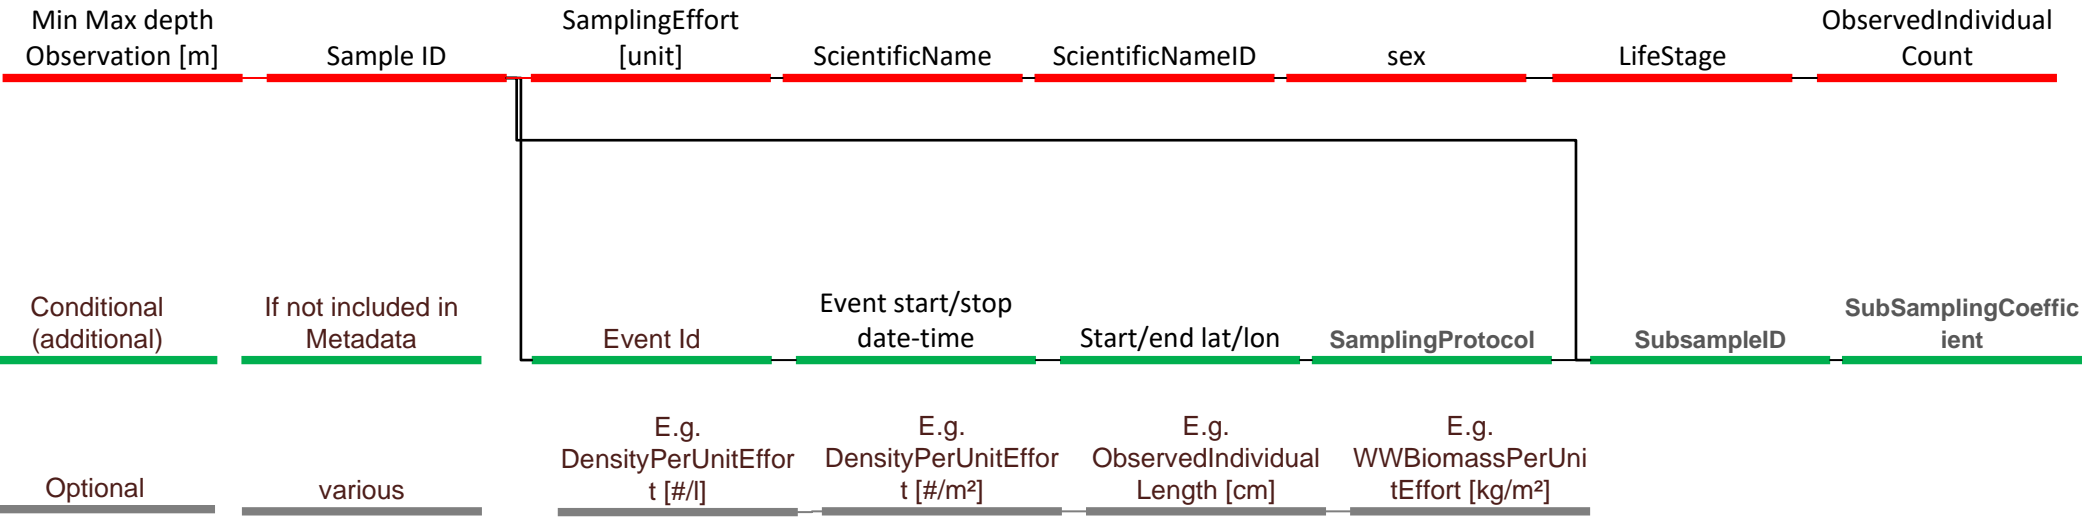 Min Max depth
Observation [m]
Sample ID
SamplingEffort
[unit]
ScientificName
ScientificNameID
sex
LifeStage
ObservedIndividual
Count
Conditional
(additional)
If not included in
Metadata
Event Id
Event start/stop
date-time
Start/end lat/lon
SamplingProtocol
SubsampleID
SubSamplingCoeffic
ient
Optional
various
E.g.
DensityPerUnitEffor
t [#/l]
E.g.
DensityPerUnitEffor
t [#/m²]
E.g.
ObservedIndividual
Length [cm]
E.g.
WWBiomassPerUni
tEffort [kg/m²]